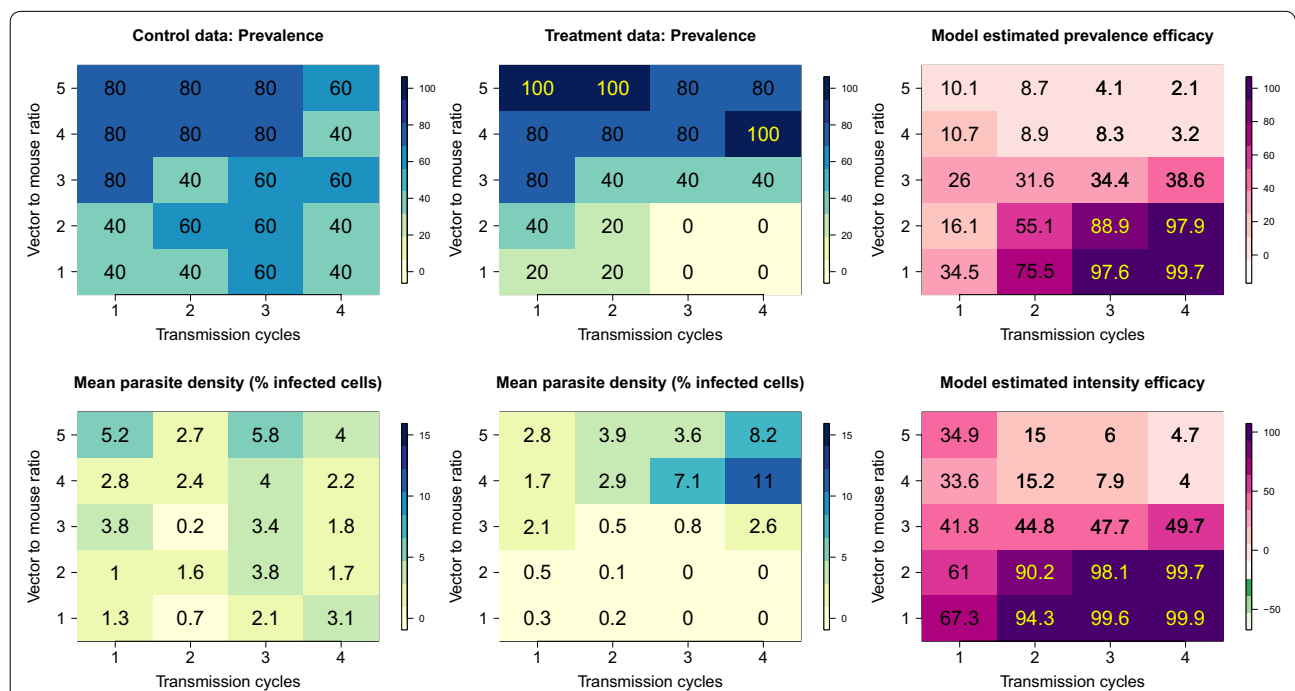 Control data: Prevalence
Treatment data: Prevalence
Model estimated prevalence efficacy
Vector to mouse ratio
5 80 80 80 60
4 80 80 80 40
3 80 40 60 60
2 40 60 60 40
1 40 40 60 40
1 2 3 4
Transmission cycles
100
80
60
40
20
0
Vector to mouse ratio
5 100 100 80 80
4 80 80 80 100
3 80 40 40 40
2 40 20 0 0
1 20 20 0 0
1 2 3 4
Transmission cycles
100
80
60
40
20
0
Vector to mouse ratio
5 10.1 8.7 4.1 2.1
4 10.7 8.9 8.3 3.2
3 26 31.6 34.4 38.6
2 16.1 55.1 88.9 97.9
1 34.5 75.5 97.6 99.7
1 2 3 4
Transmission cycles
100
80
60
40
20
0
Mean parasite density (% infected cells)
Mean parasite density (% infected cells)
Model estimated intensity efficacy
Vector to mouse ratio
5 5.2 2.7 5.8 4
4 2.8 2.4 4 2.2
3 3.8 0.2 3.4 1.8
2 1 1.6 3.8 1.7
1 1.3 0.7 2.1 3.1
1 2 3 4
Transmission cycles
15
10
5
0
Vector to mouse ratio
5 2.8 3.9 3.6 8.2
4 1.7 2.9 7.1 11
3 2.1 0.5 0.8 2.6
2 0.5 0.1 0 0
1 0.3 0.2 0 0
1 2 3 4
Transmission cycles
15
10
5
0
Vector to mouse ratio
5 34.9 15 6 4.7
4 33.6 15.2 7.9 4
3 41.8 44.8 47.7 49.7
2 61 90.2 98.1 99.7
1 67.3 94.3 99.6 99.9
1 2 3 4
Transmission cycles
100
50
0
−50